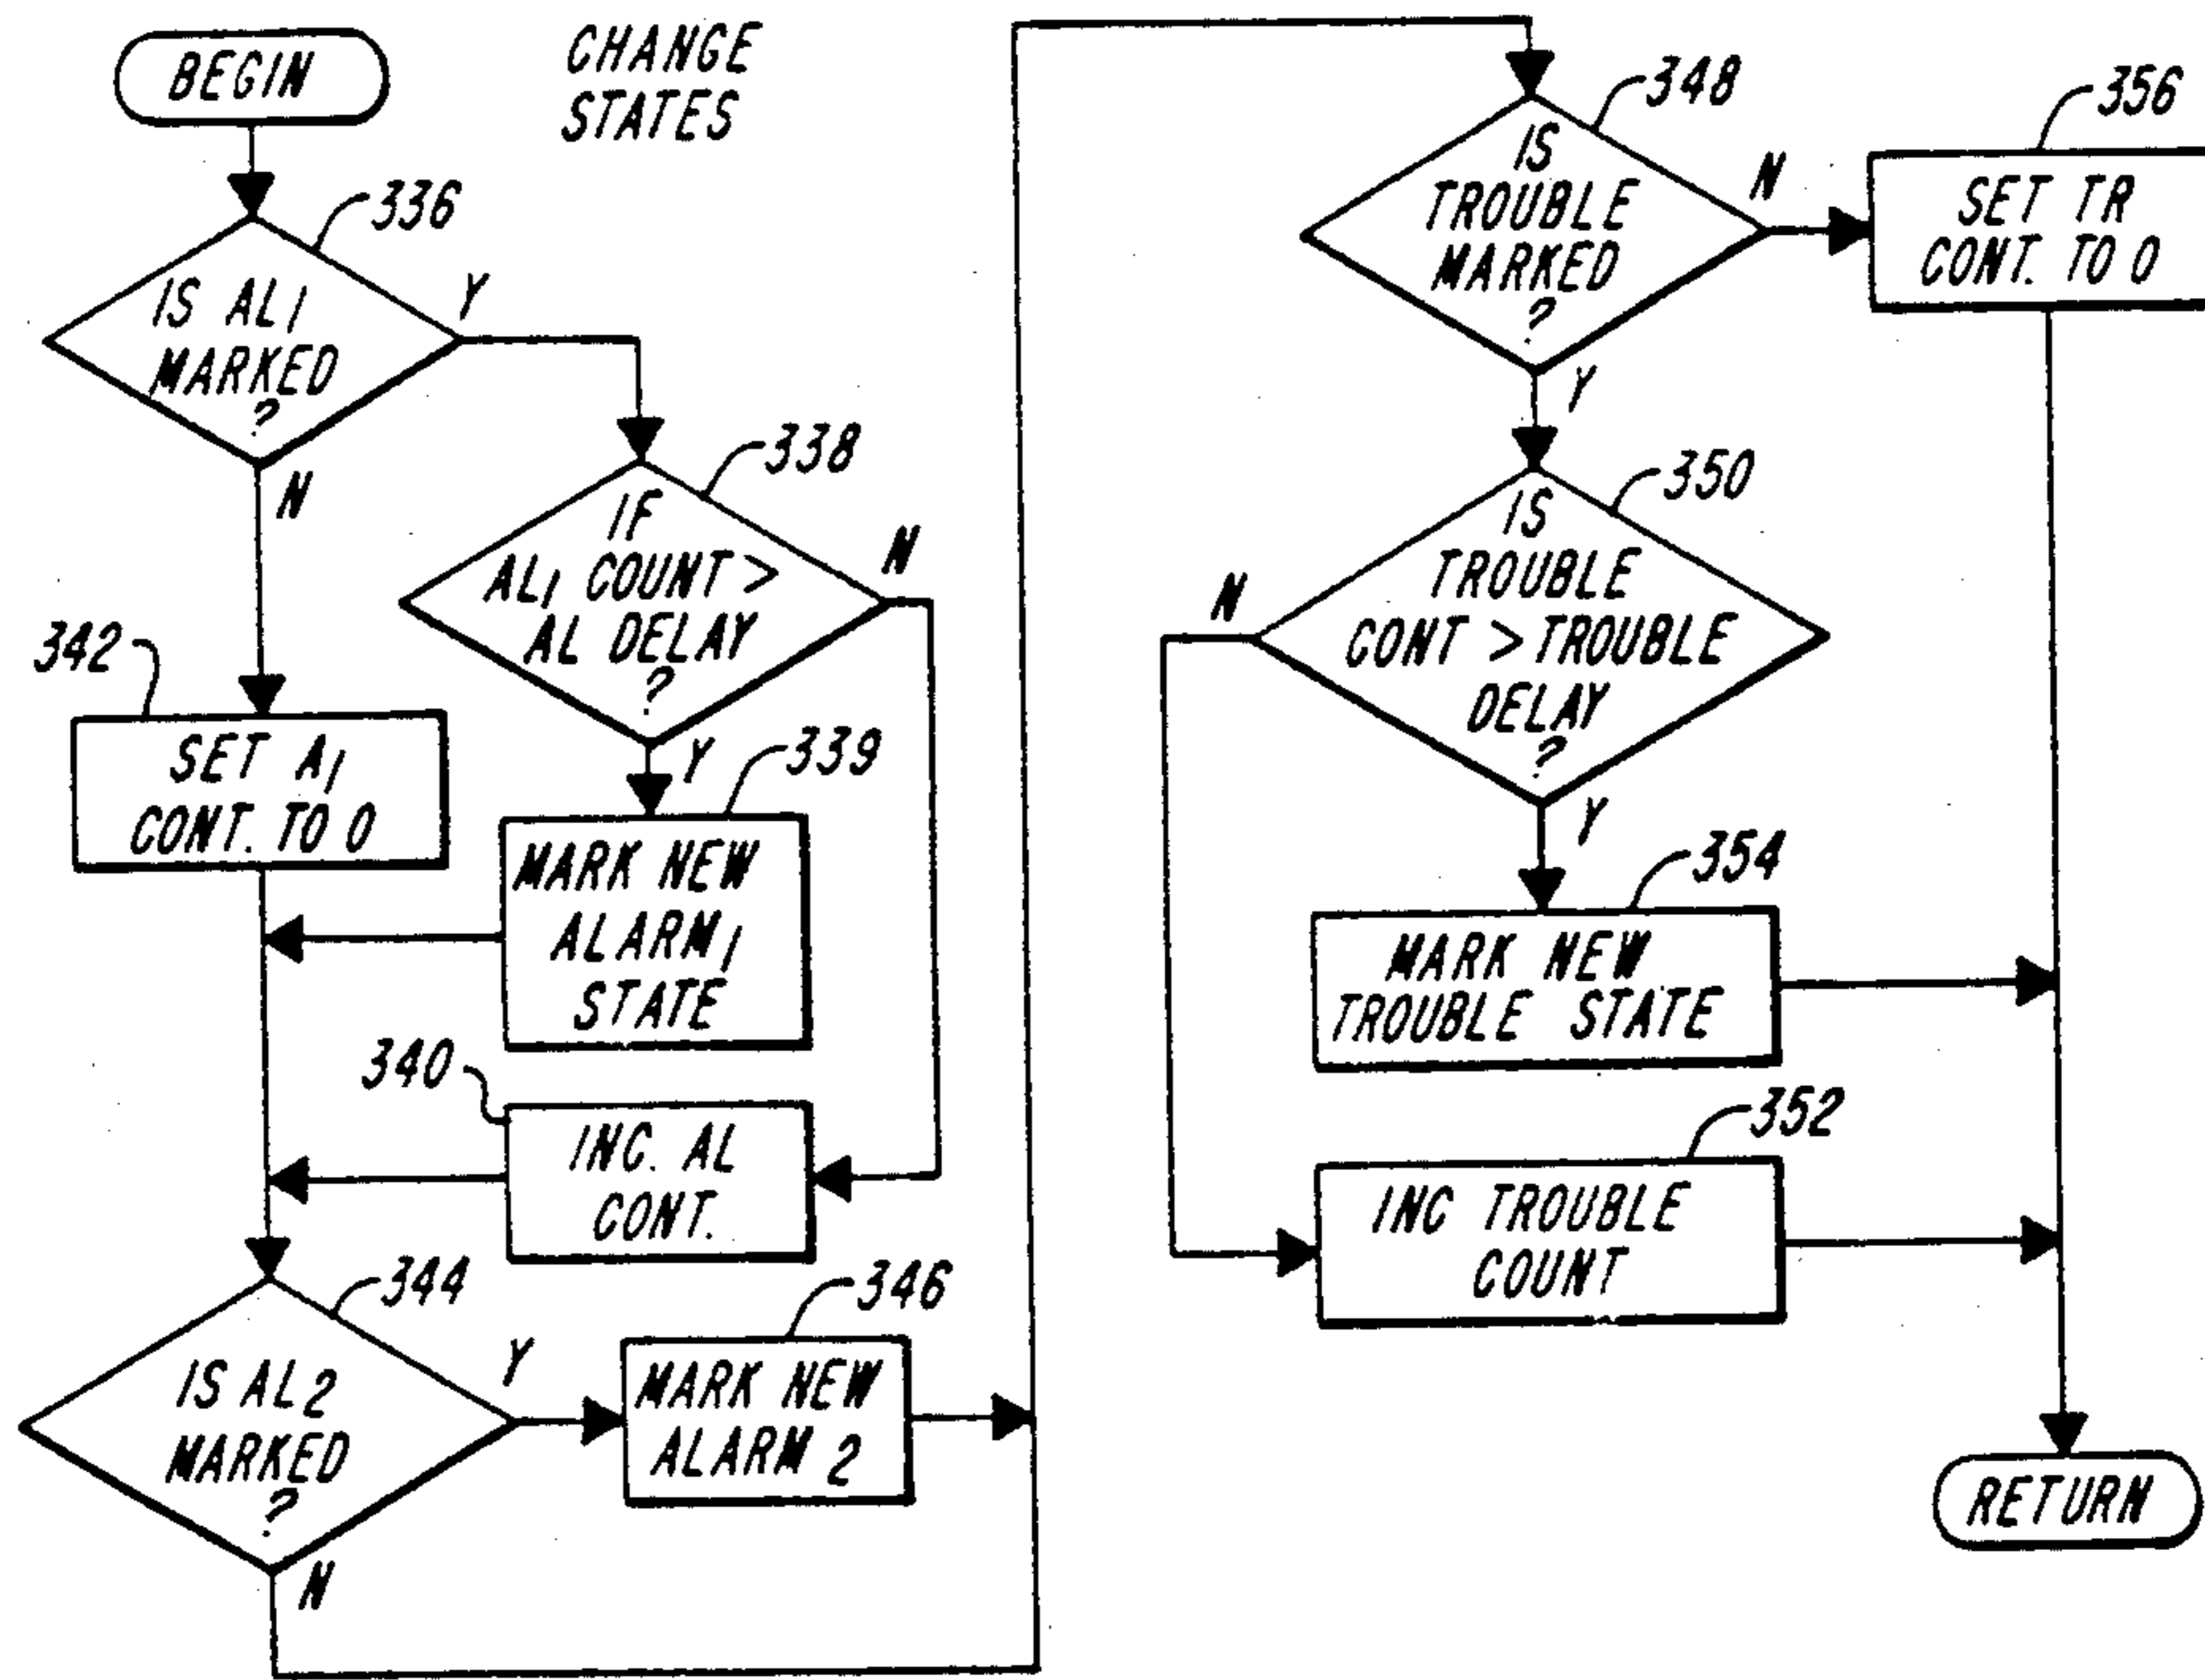 BEGIN
CHANGE
STATES
336
IS AL1
MARKED
?
Y
N
338
IF
AL1 COUNT >
AL DELAY
?
N
Y
342
SET A1
CONT. TO 0
339
MARK NEW
ALARM1
STATE
340
INC. AL
CONT.
344
IS AL2
MARKED
?
Y
N
346
MARK NEW
ALARM 2
348
IS
TROUBLE
MARKED
?
N
Y
356
SET TR
CONT. TO 0
350
IS
TROUBLE
CONT > TROUBLE
DELAY
?
N
Y
354
MARK NEW
TROUBLE STATE
352
INC TROUBLE
COUNT
RETURN